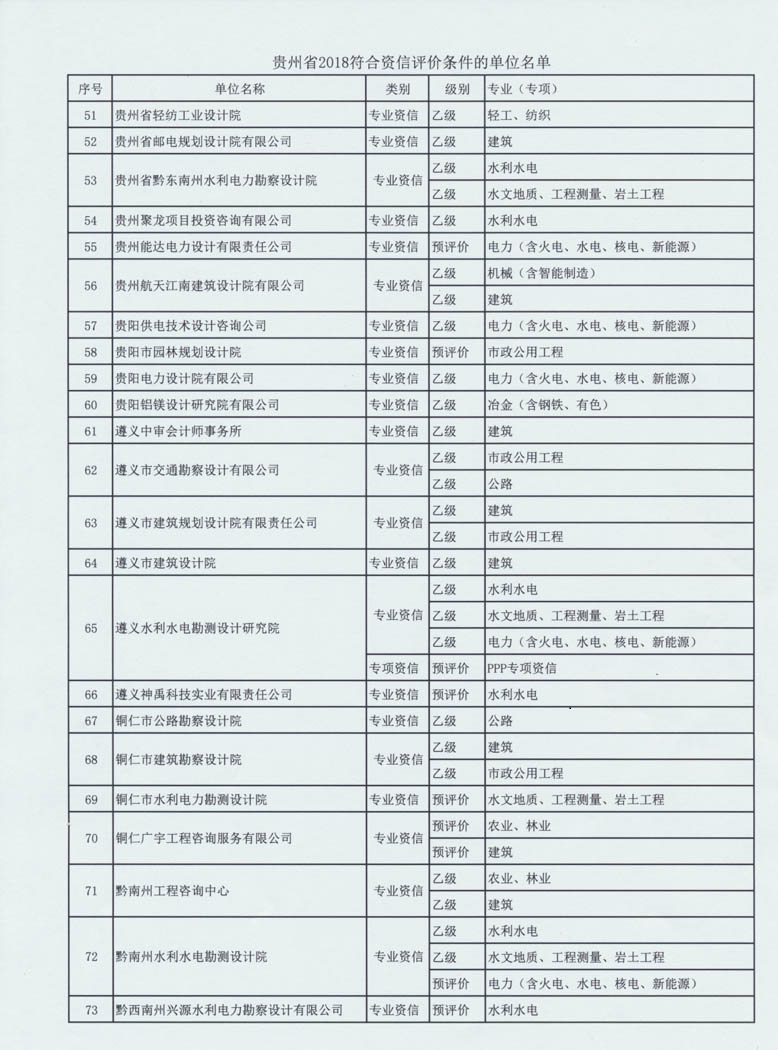 贵州省2018符合资信评价条件的单位名单
序号 单位名称 类别 级别 专业（专项）
51 贵州省轻纺工业设计院 专业资信 乙级 轻工、纺织
52 贵州省邮电规划设计院有限公司 专业资信 乙级 建筑
53 贵州省黔东南州水利电力勘察设计院 专业资信 乙级 水利水电
乙级 水文地质、工程测量、岩土工程
54 贵州聚龙项目投资咨询有限公司 专业资信 乙级 水利水电
55 贵州能达电力设计有限责任公司 专业资信 预评价 电力（含火电、水电、核电、新能源）
56 贵州航天江南建筑设计院有限公司 专业资信 乙级 机械（含智能制造）
乙级 建筑
57 贵阳供电技术设计咨询公司 专业资信 乙级 电力（含火电、水电、核电、新能源）
58 贵阳市园林规划设计院 专业资信 预评价 市政公用工程
59 贵阳电力设计院有限公司 专业资信 乙级 电力（含火电、水电、核电、新能源）
60 贵阳铝镁设计研究院有限公司 专业资信 乙级 冶金（含钢铁、有色）
61 遵义中审会计师事务所 专业资信 乙级 建筑
62 遵义市交通勘察设计有限公司 专业资信 乙级 市政公用工程
乙级 公路
63 遵义市建筑规划设计院有限责任公司 专业资信 乙级 建筑
乙级 市政公用工程
64 遵义市建筑设计院 专业资信 乙级 建筑
65 遵义水利水电勘测设计研究院 专业资信 乙级 水利水电
乙级 水文地质、工程测量、岩土工程
乙级 电力（含火电、水电、核电、新能源）
专项资信 预评价 PPP专项资信
66 遵义神禹科技实业有限责任公司 专业资信 预评价 水利水电
67 铜仁市公路勘察设计院 专业资信 乙级 公路
68 铜仁市建筑勘察设计院 专业资信 乙级 建筑
乙级 市政公用工程
69 铜仁市水利电力勘测设计院 专业资信 预评价 水文地质、工程测量、岩土工程
70 铜仁广宇工程咨询服务有限公司 专业资信 预评价 农业、林业
预评价 建筑
71 黔南州工程咨询中心 专业资信 乙级 农业、林业
乙级 建筑
72 黔南州水利水电勘测设计院 专业资信 乙级 水利水电
乙级 水文地质、工程测量、岩土工程
预评价 电力（含火电、水电、核电、新能源）
73 黔西南州兴源水利电力勘察设计有限公司 专业资信 预评价 水利水电